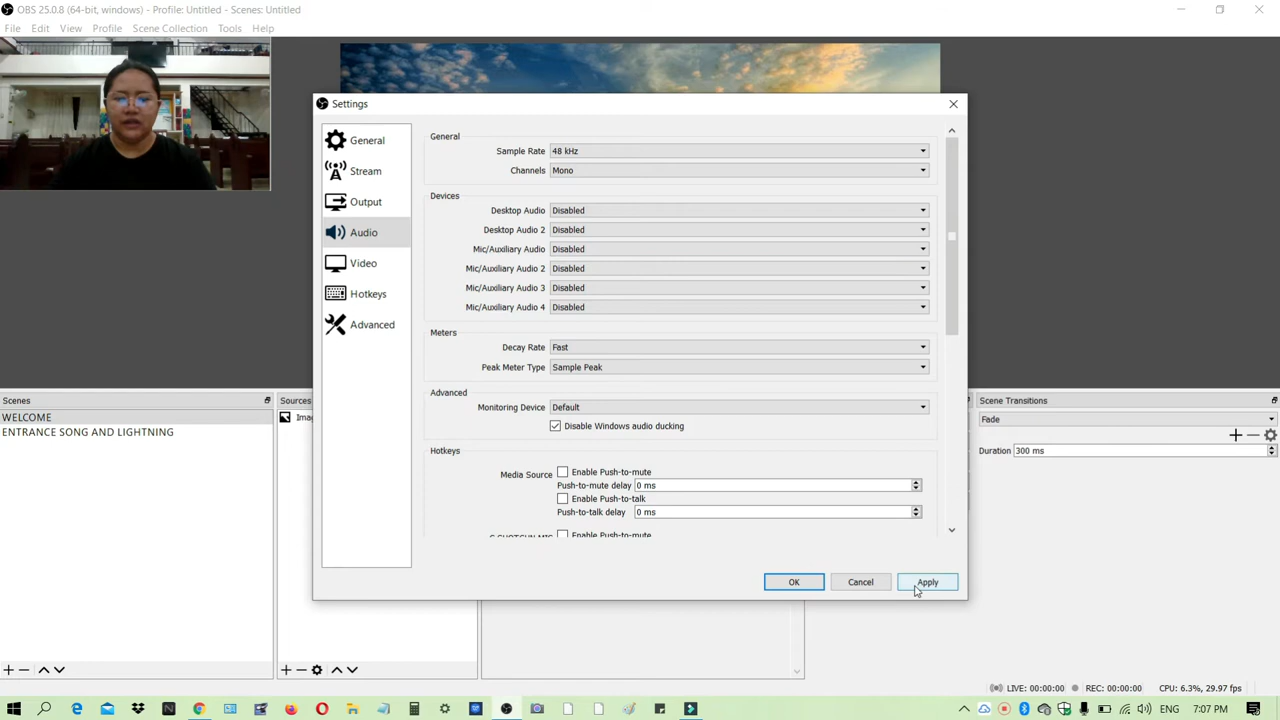 OBS 25.0.8 (64-bit, windows) - Profile: Untitled - Scenes: Untitled
File Edit View Profile Scene Collection Tools Help
Settings
General
Stream
Output
Audio
Video
Hotkeys
Advanced
General
Sample Rate 48 kHz
Channels Mono
Devices
Desktop Audio Disabled
Desktop Audio 2 Disabled
Mic/Auxiliary Audio Disabled
Mic/Auxiliary Audio 2 Disabled
Mic/Auxiliary Audio 3 Disabled
Mic/Auxiliary Audio 4 Disabled
Meters
Decay Rate Fast
Peak Meter Type Sample Peak
Advanced
Monitoring Device Default
Disable Windows audio ducking
Hotkeys
Media Source Enable Push-to-mute
Push-to-mute delay 0 ms
Enable Push-to-talk
Push-to-talk delay 0 ms
Enable Push-to-mute
OK Cancel Apply
Scenes
WELCOME
ENTRANCE SONG AND LIGHTNING
Sources
Scene Transitions
Fade
Duration 300 ms
LIVE: 00:00:00 REC: 00:00:00 CPU: 6.3%, 29.97 fps
7:07 PM